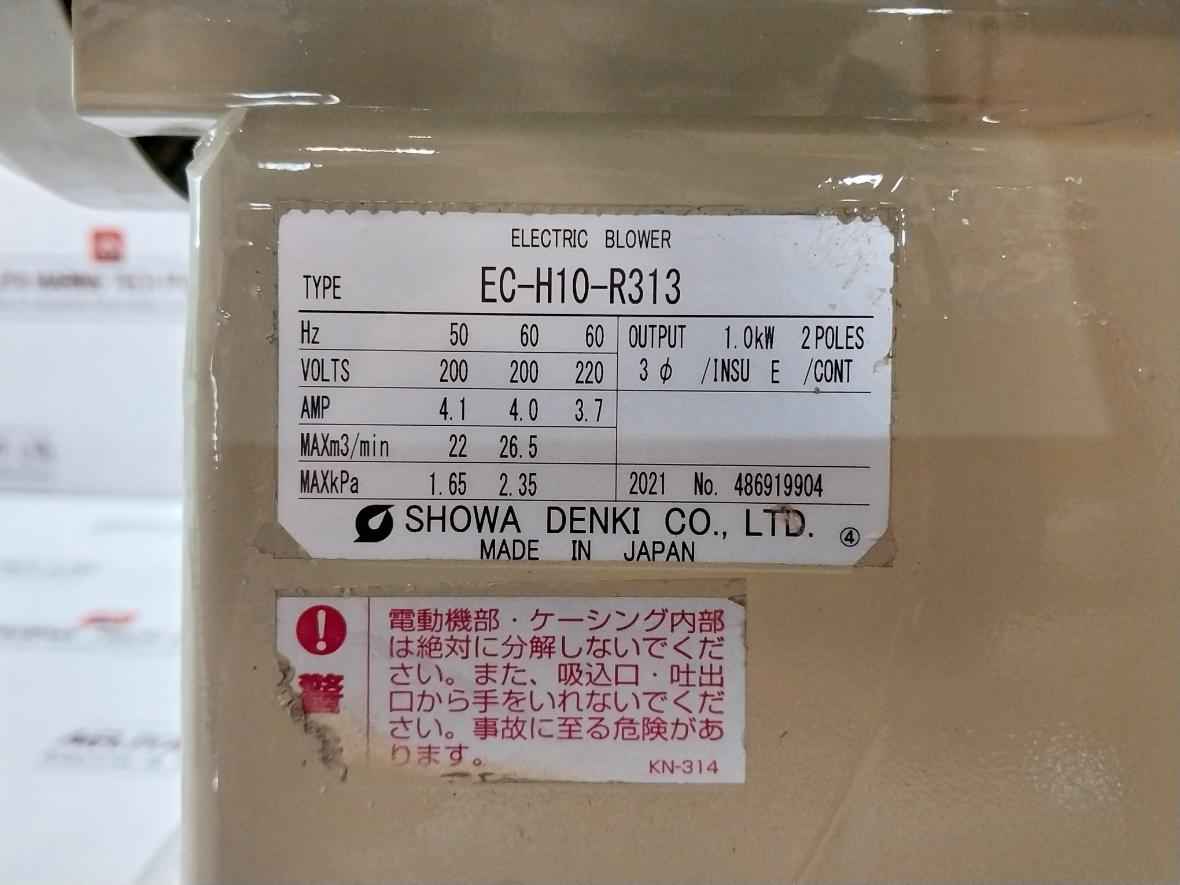 ELECTRIC BLOWER
TYPE EC-H10-R313
Hz 50 60 60 OUTPUT 1.0kW 2POLES
VOLTS 200 200 220 3φ /INSU E /CONT
AMP 4.1 4.0 3.7
MAXm3/min 22 26.5
MAXkPa 1.65 2.35 2021 No. 486919904
SHOWA DENKI CO., LTD. ④
MADE IN JAPAN
警
電動機部・ケーシング内部
は絶対に分解しないでくだ
さい。また、吸込口・吐出
口から手をいれないでくだ
さい。事故に至る危険があ
ります。
KN-314